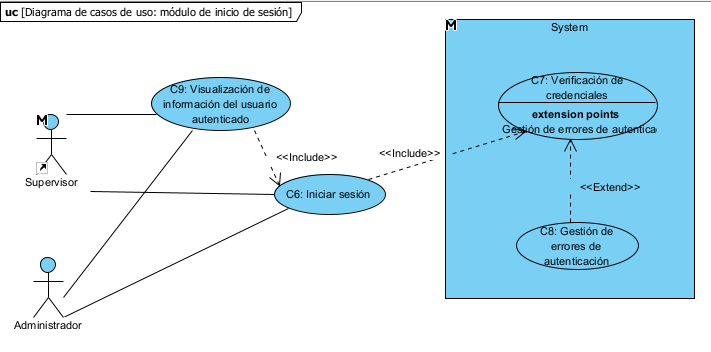 uc [Diagrama de casos de uso: módulo de inicio de sesión]
M
System
C9: Visualización de
información del usuario
autenticado
C7: Verificación de
credenciales
extension points
Gestión de errores de autentica
M
Supervisor
<<Include>>
<<Include>>
C6: Iniciar sesión
<<Extend>>
C8: Gestión de
errores de
autenticación
Administrador